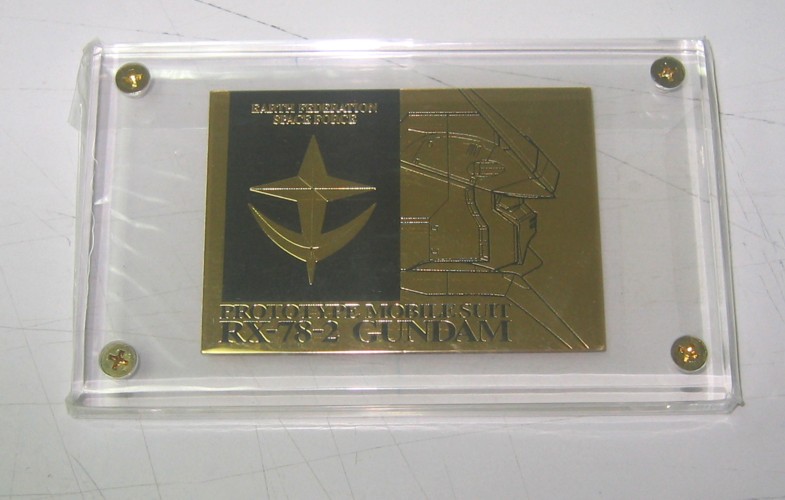 EARTH FEDERATION
SPACE FORCE
PROTOTYPE MOBILE SUIT
RX-78-2 GUNDAM